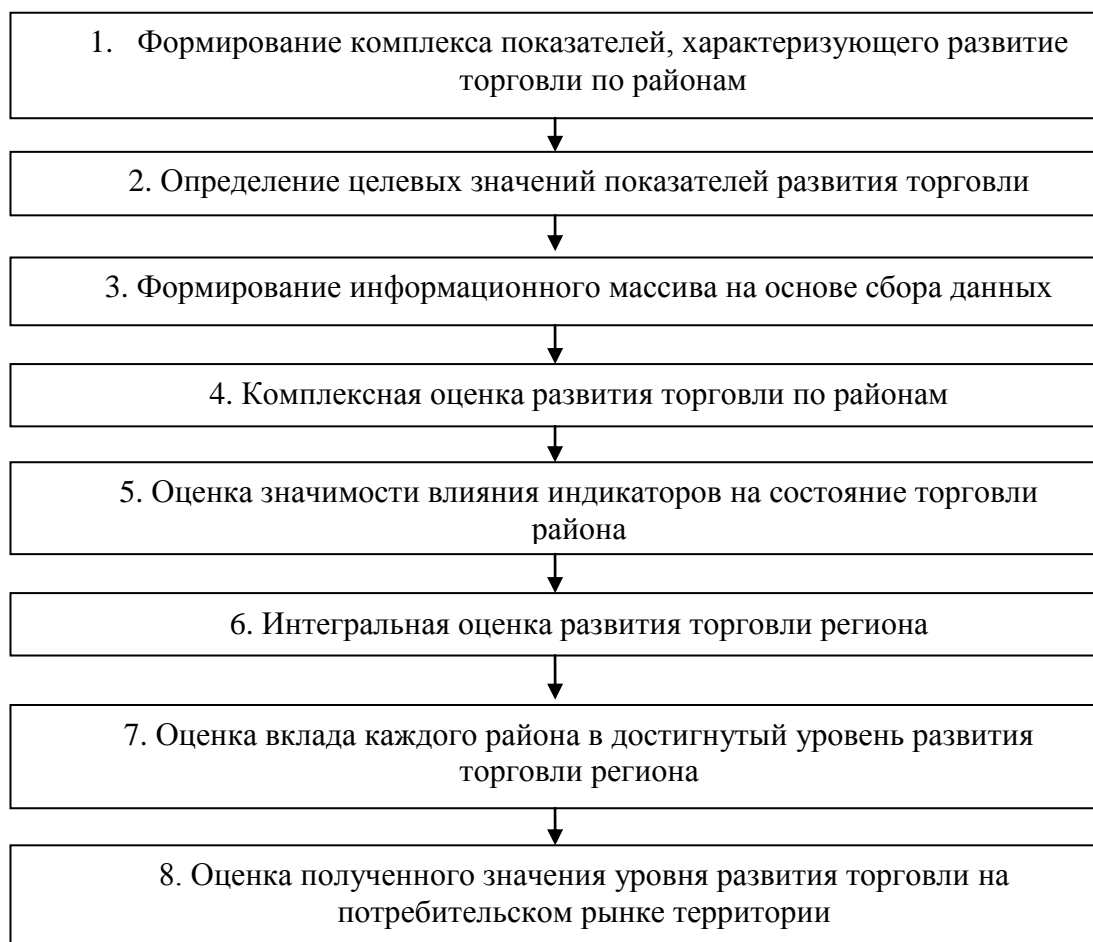 1. Формирование комплекса показателей, характеризующего развитие
торговли по районам
2. Определение целевых значений показателей развития торговли
3. Формирование информационного массива на основе сбора данных
4. Комплексная оценка развития торговли по районам
5. Оценка значимости влияния индикаторов на состояние торговли
района
6. Интегральная оценка развития торговли региона
7. Оценка вклада каждого района в достигнутый уровень развития
торговли региона
8. Оценка полученного значения уровня развития торговли на
потребительском рынке территории